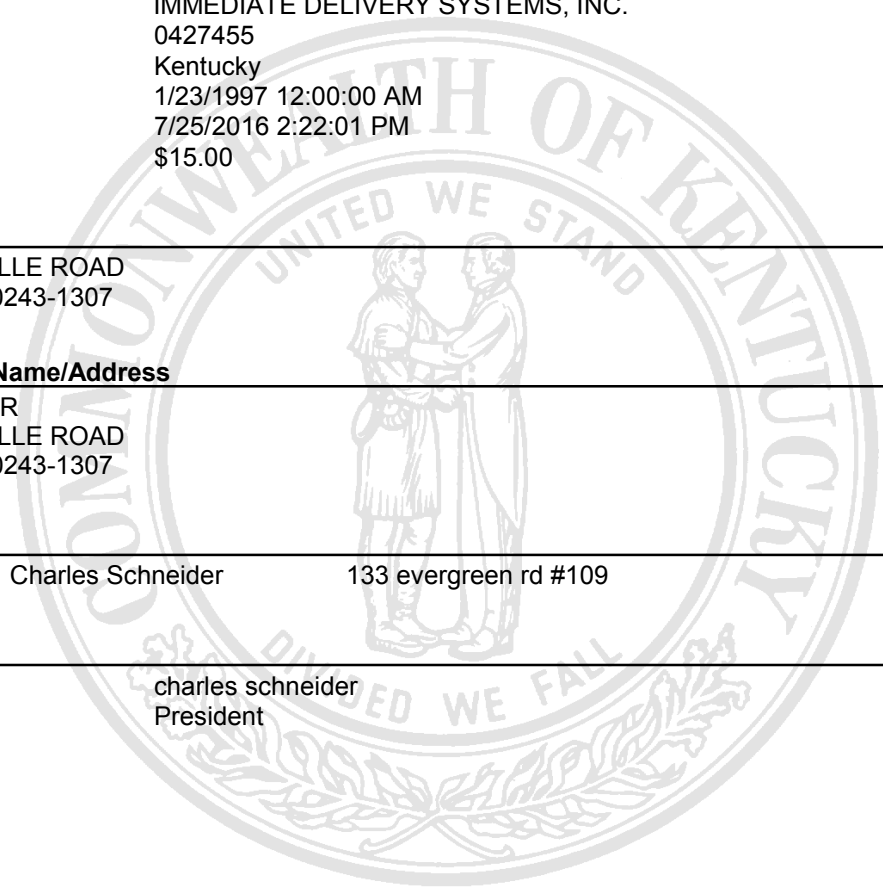 IMMEDIATE DELIVERY SYSTEMS, INC.
0427455
Kentucky
1/23/1997 12:00:00 AM
7/25/2016 2:22:01 PM
$15.00
LLE ROAD
0243-1307
Name/Address
R
LLE ROAD
0243-1307
Charles Schneider 133 evergreen rd #109
charles schneider
President
COMMONWEALTH OF KENTUCKY
UNITED WE STAND
DIVIDED WE FALL